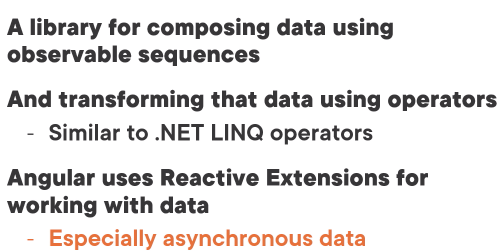 A library for composing data using
observable sequences
And transforming that data using operators
- Similar to .NET LINQ operators
Angular uses Reactive Extensions for
working with data
- Especially asynchronous data